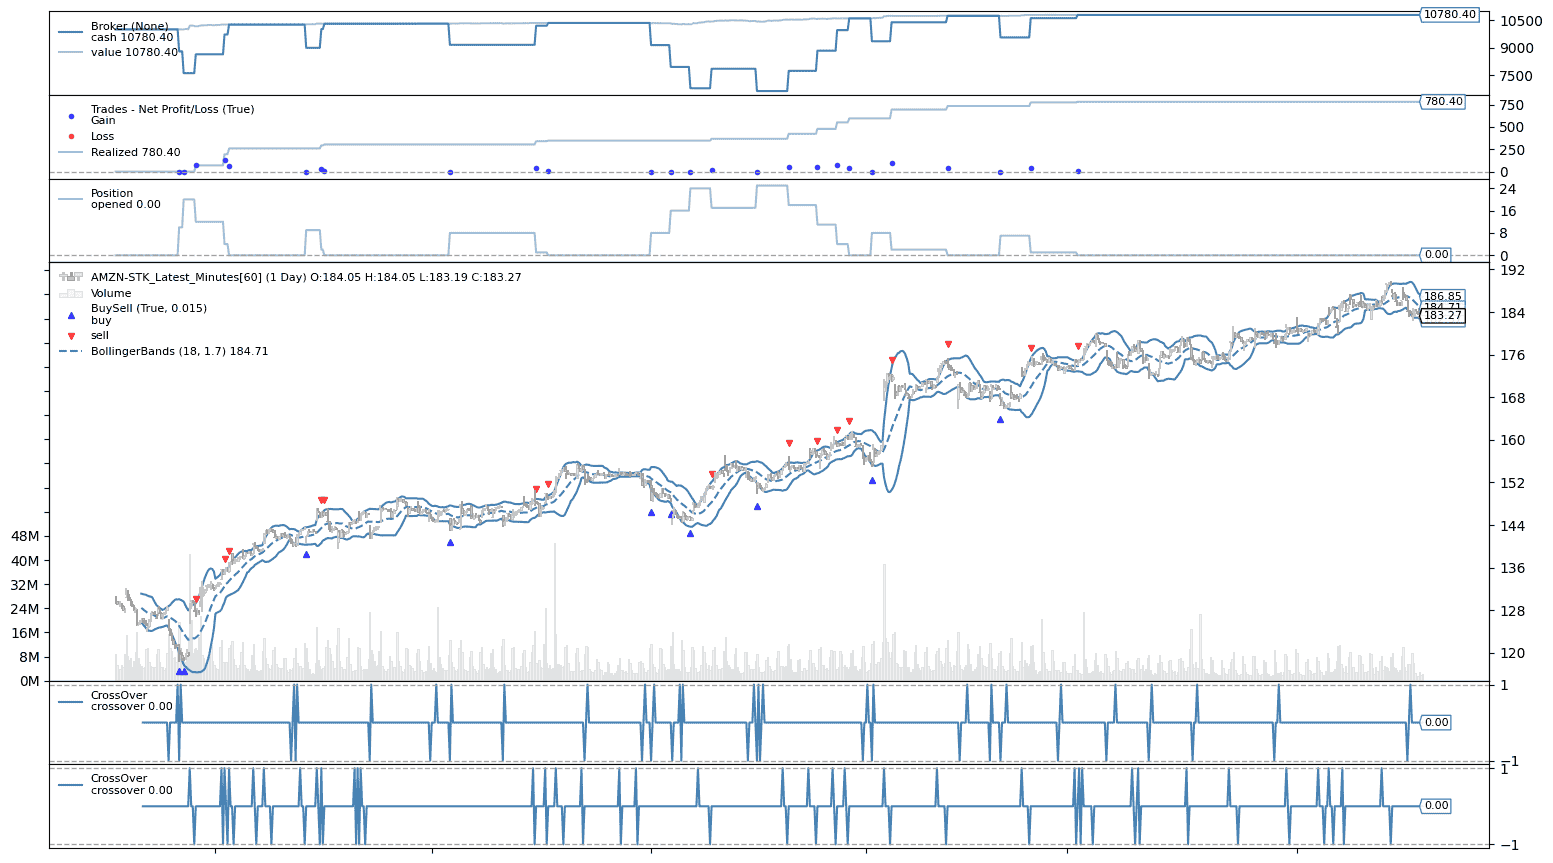 Broker (None)
cash 10780.40
value 10780.40
10780.40
10500
9000
7500
Trades - Net Profit/Loss (True)
Gain
Loss
Realized 780.40
780.40
750
500
250
0
Position
opened 0.00
24
16
8
0
0.00
AMZN-STK_Latest_Minutes[60] (1 Day) O:184.05 H:184.05 L:183.19 C:183.27
Volume
BuySell (True, 0.015)
buy
sell
BollingerBands (18, 1.7) 184.71
192
186.85
184.71
183.27
184
176
168
160
152
144
136
128
120
48M
40M
32M
24M
16M
8M
0M
CrossOver
crossover 0.00
1
0.00
−1
CrossOver
crossover 0.00
1
0.00
−1